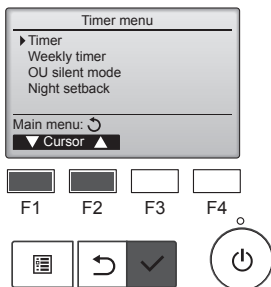 Timer menu
Timer
Weekly timer
OU silent mode
Night setback
Main menu:
Cursor
F1 F2 F3 F4